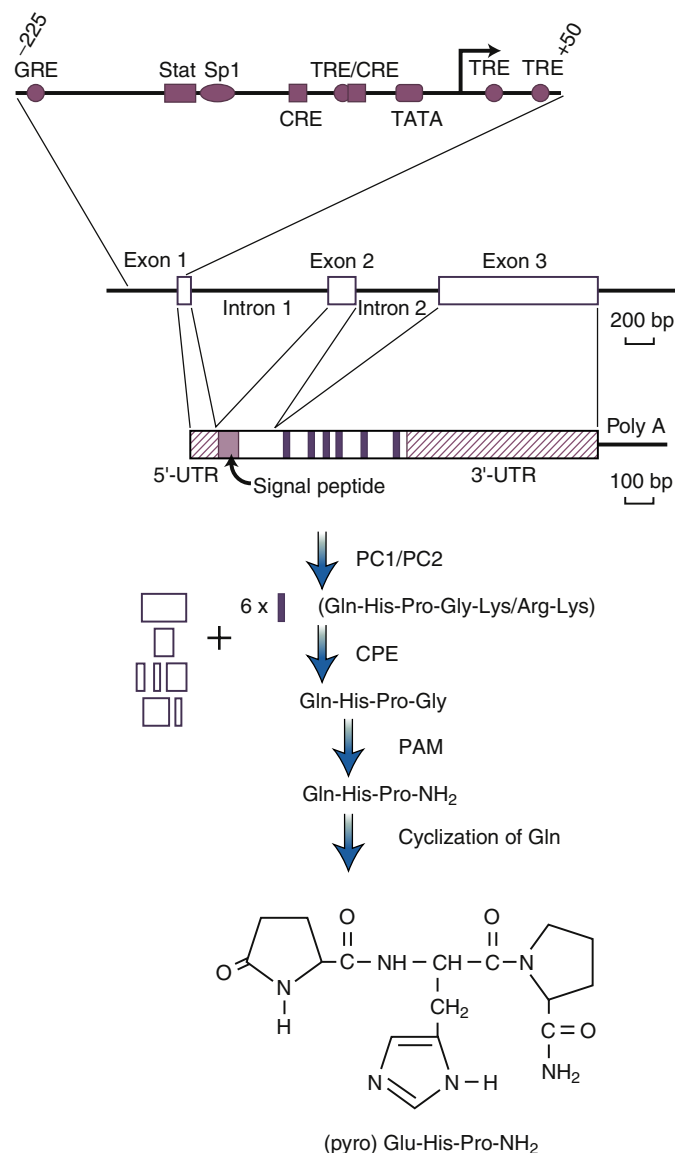 −225
+50
GRE Stat Sp1 TRE/CRE TRE TRE
CRE TATA
Exon 1 Exon 2 Exon 3
Intron 1 Intron 2
200 bp
Poly A
5'-UTR Signal peptide 3'-UTR
100 bp
PC1/PC2
6 x (Gln-His-Pro-Gly-Lys/Arg-Lys)
+
CPE
Gln-His-Pro-Gly
PAM
Gln-His-Pro-NH2
Cyclization of Gln
O O
O C NH CH C N
N CH2
H C=O
NH2
N N H
(pyro) Glu-His-Pro-NH2